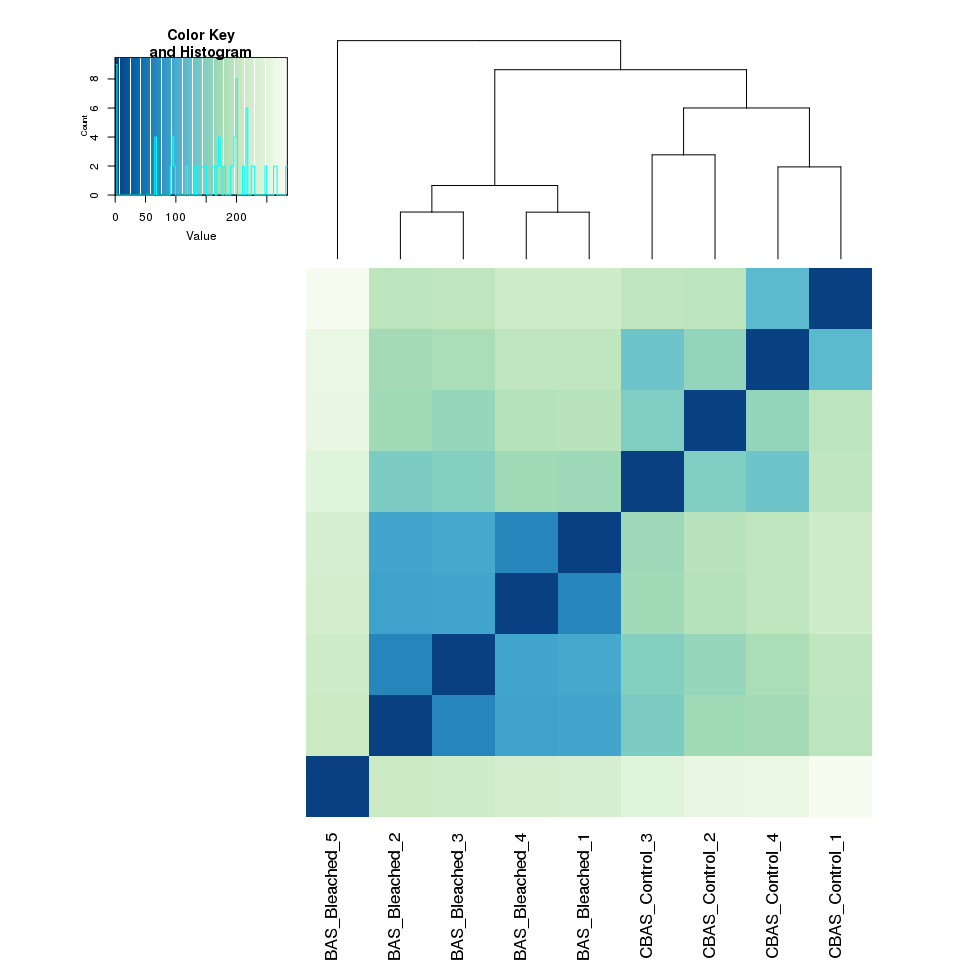 Color Key
and Histogram
Count
0 2 4 6 8
0 50 100 200
Value
BAS_Bleached_5
BAS_Bleached_2
BAS_Bleached_3
BAS_Bleached_4
BAS_Bleached_1
CBAS_Control_3
CBAS_Control_2
CBAS_Control_4
CBAS_Control_1